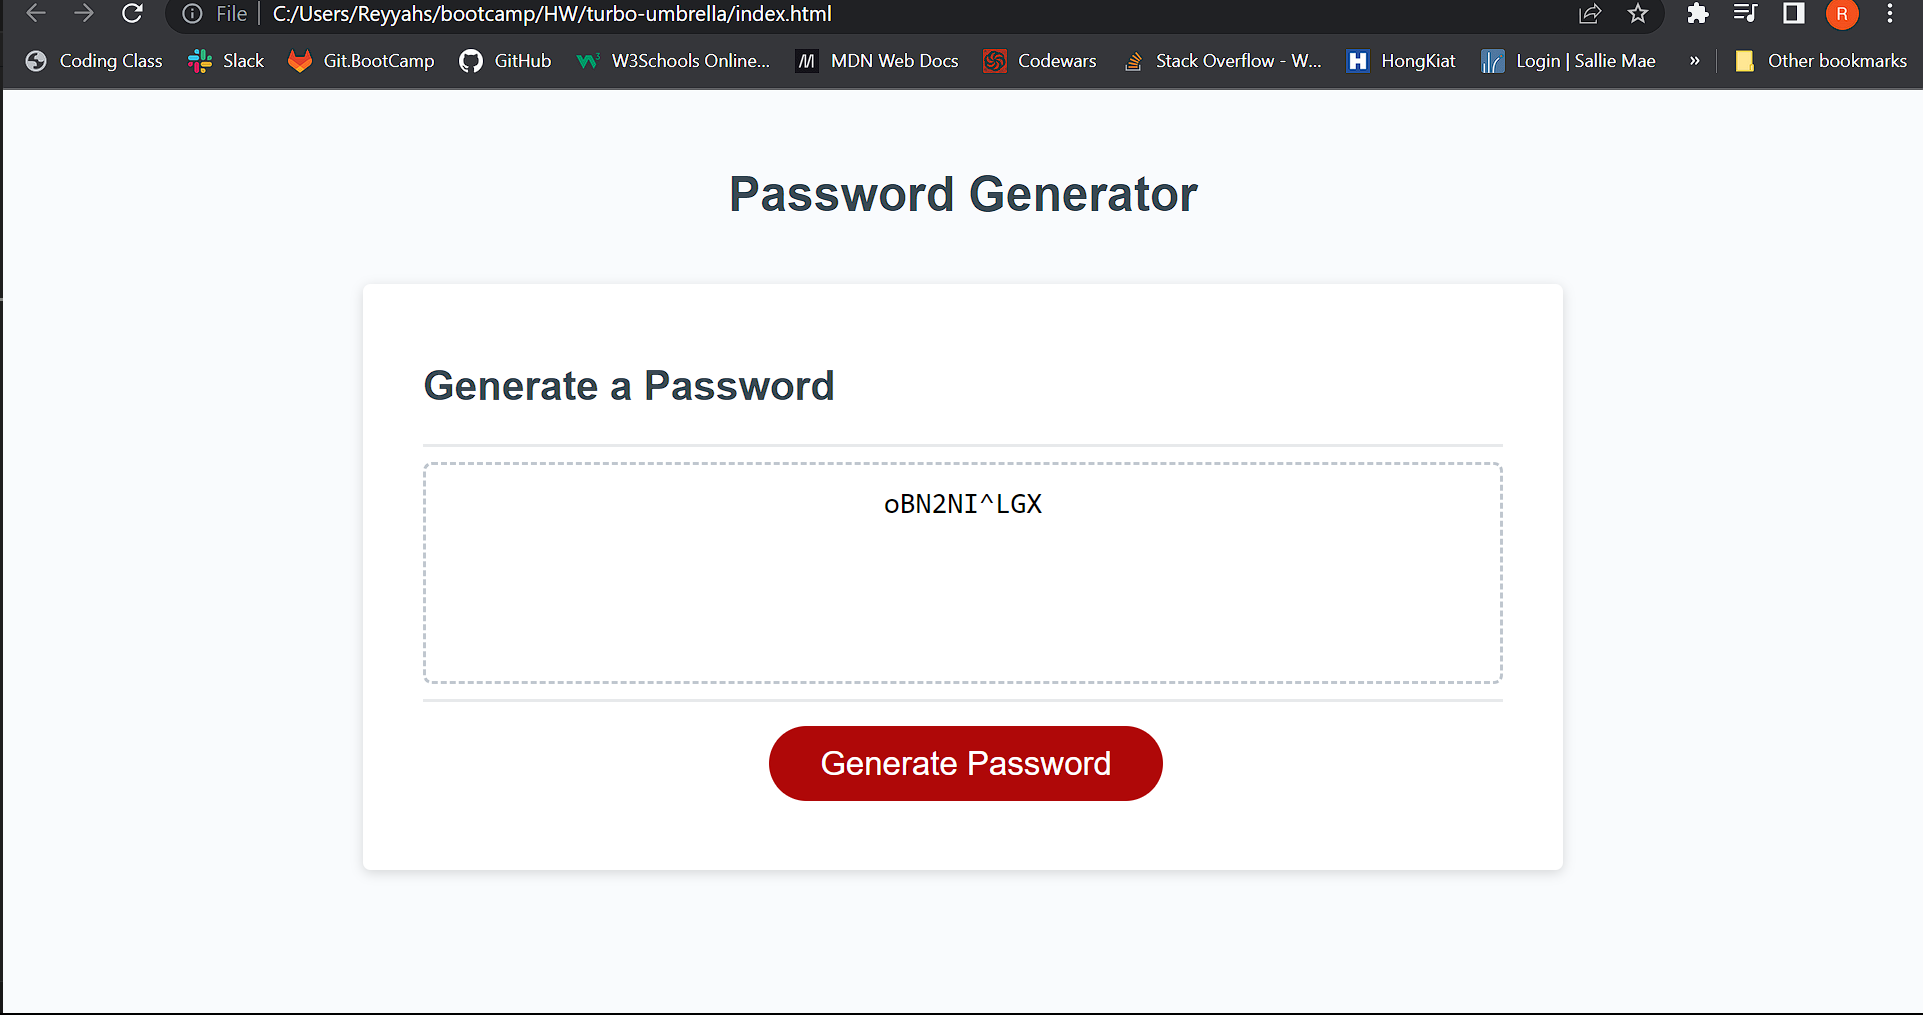 File C:/Users/Reyyahs/bootcamp/HW/turbo-umbrella/index.html R
Coding Class Slack Git.BootCamp GitHub W3Schools Online... MDN Web Docs Codewars Stack Overflow - W... HongKiat Login | Sallie Mae » Other bookmarks
Password Generator
Generate a Password
oBN2NI^LGX
Generate Password